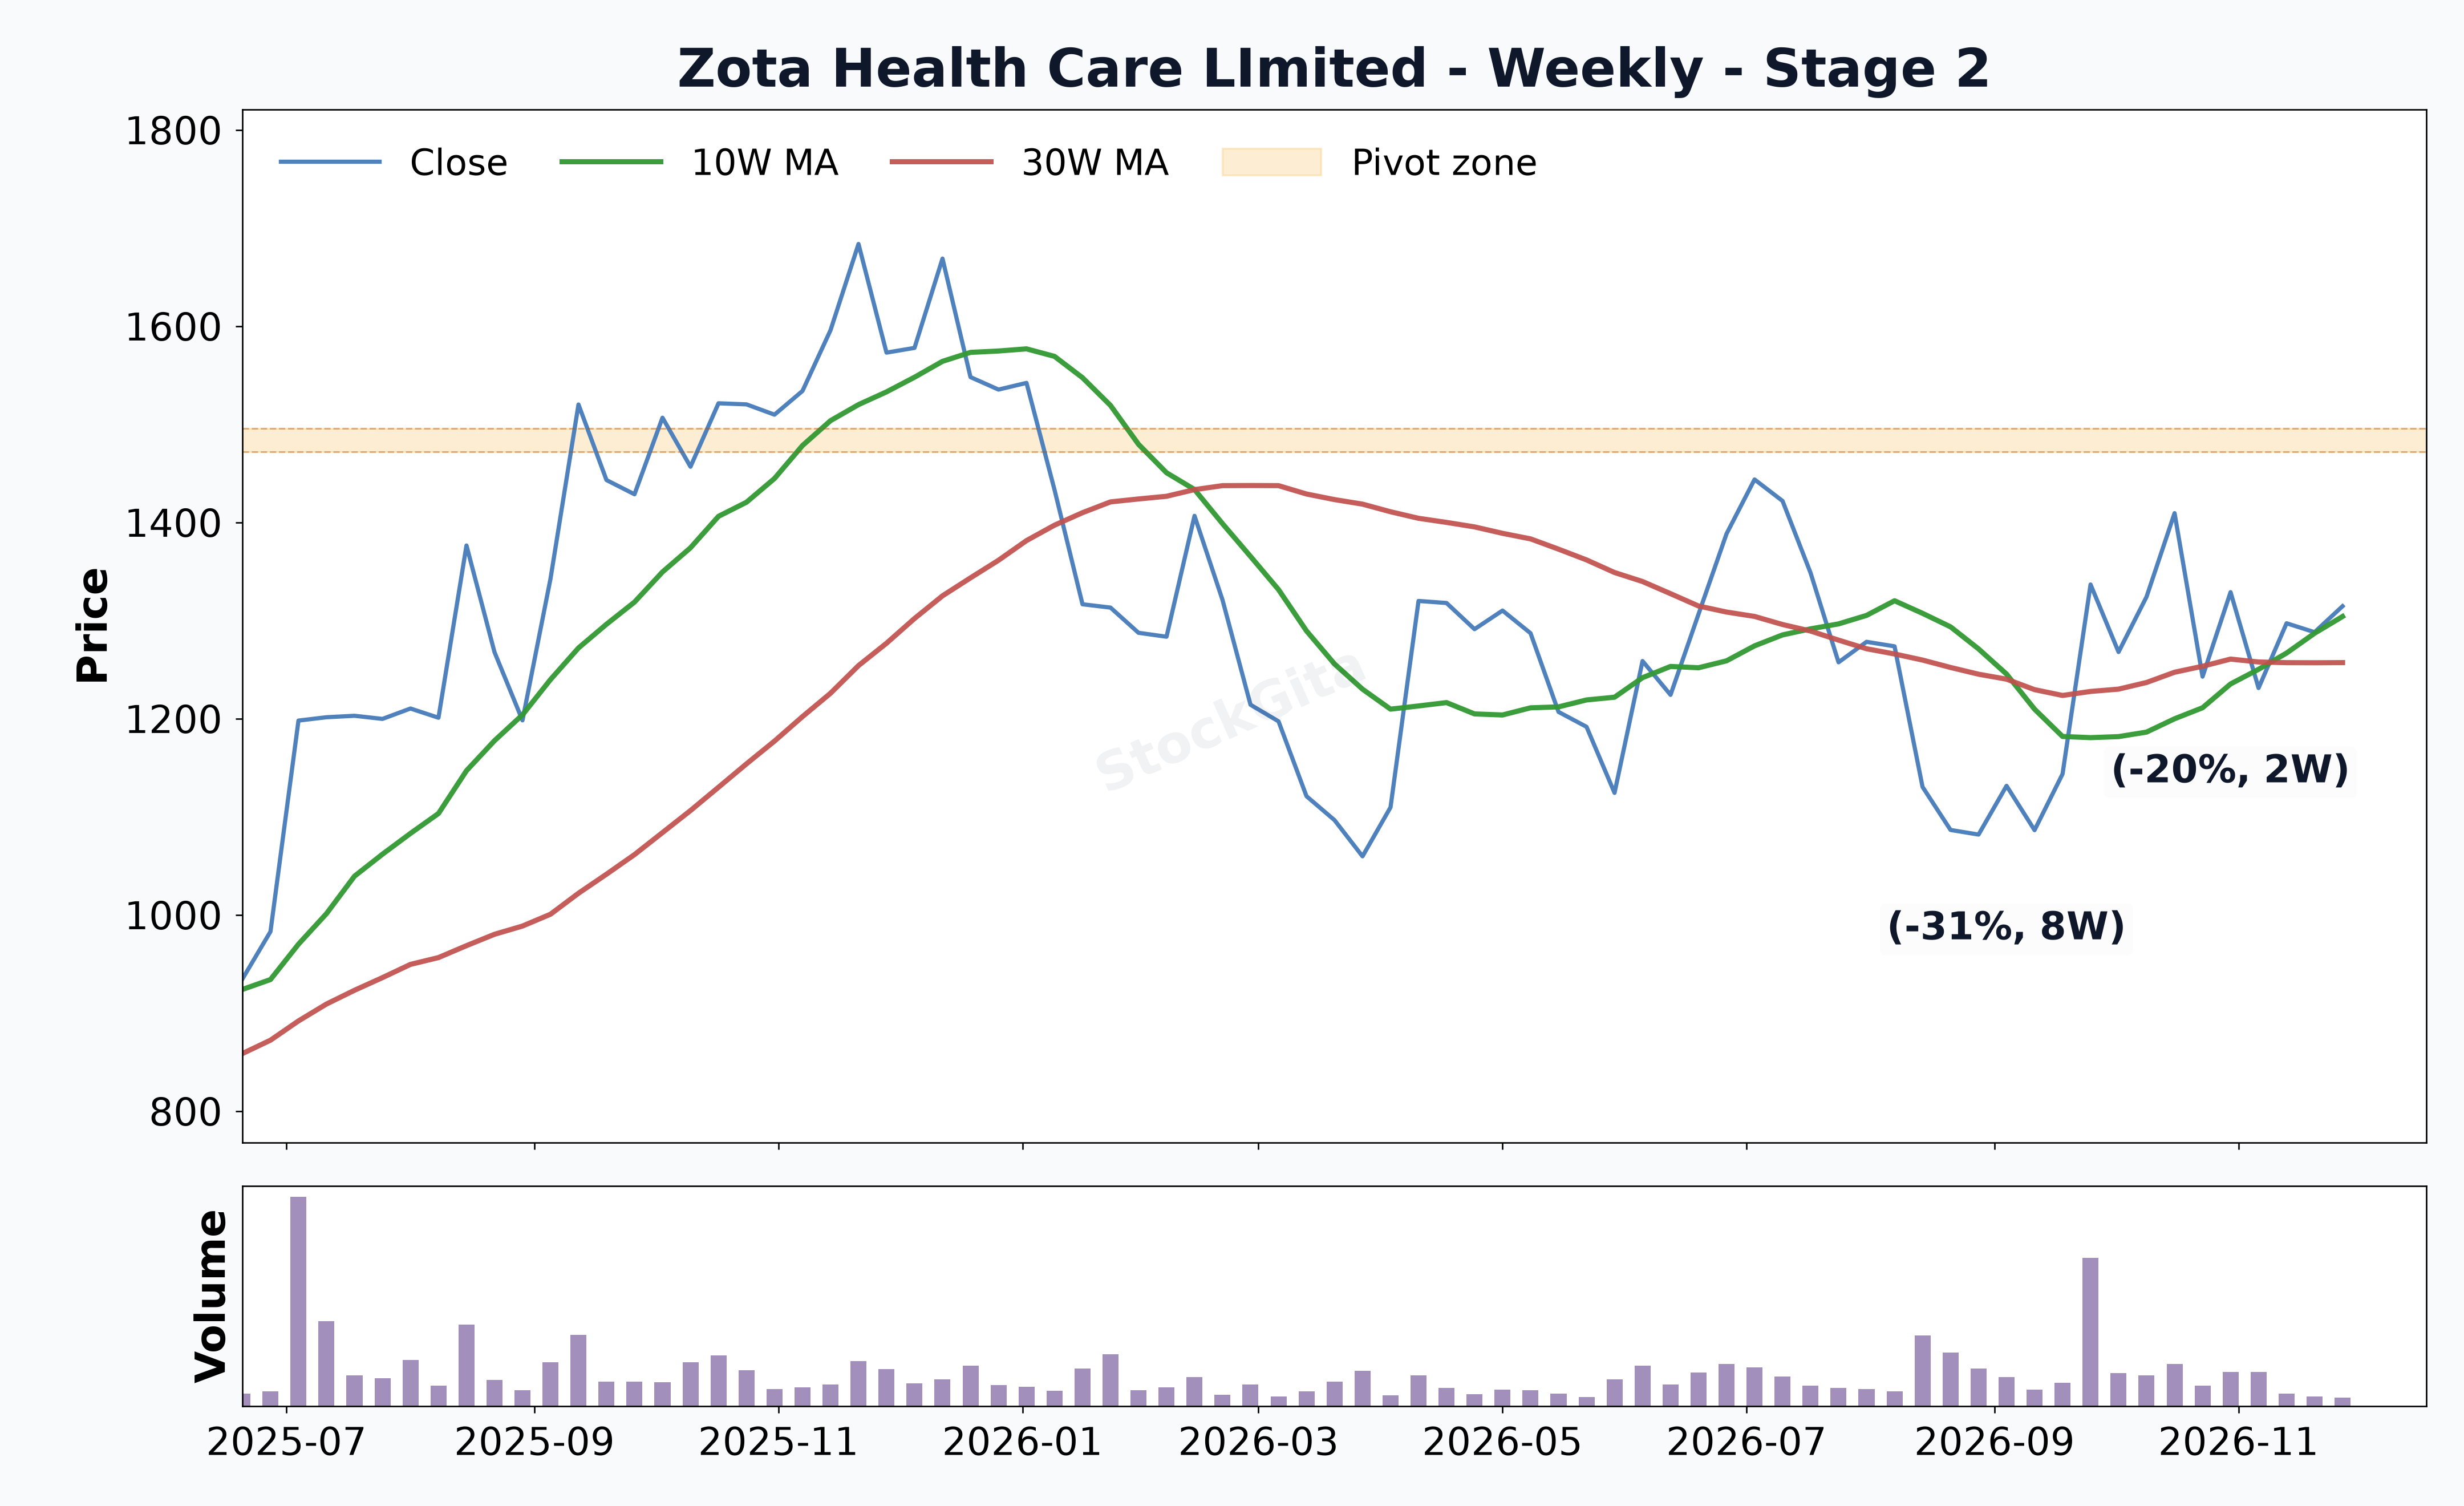 Zota Health Care LImited - Weekly - Stage 2
Close 10W MA 30W MA Pivot zone
1800
1600
1400
1200
1000
800
Price
StockGita
(-20%, 2W)
(-31%, 8W)
Volume
2025-07 2025-09 2025-11 2026-01 2026-03 2026-05 2026-07 2026-09 2026-11